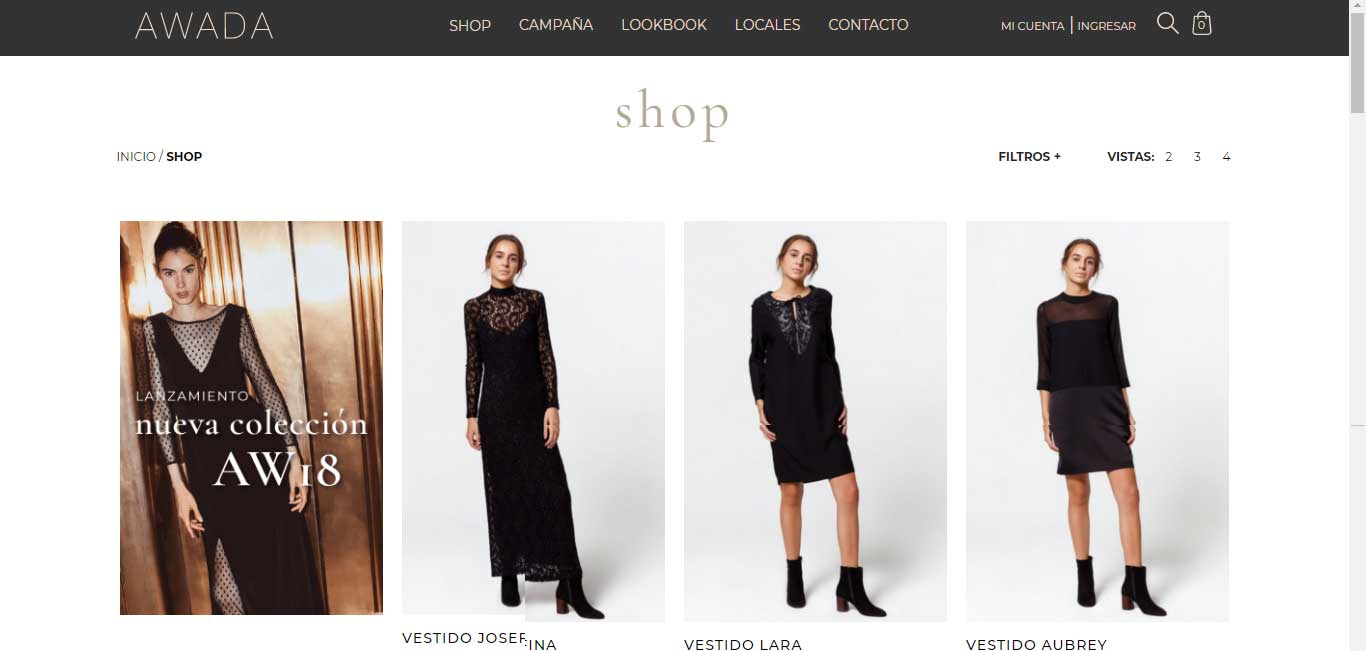 AWADA
SHOP CAMPAÑA LOOKBOOK LOCALES CONTACTO
MI CUENTA | INGRESAR
0
shop
INICIO / SHOP
FILTROS + VISTAS: 2 3 4
LANZAMIENTO
nueva colección
AW18
VESTIDO JOSEFINA
VESTIDO LARA
VESTIDO AUBREY